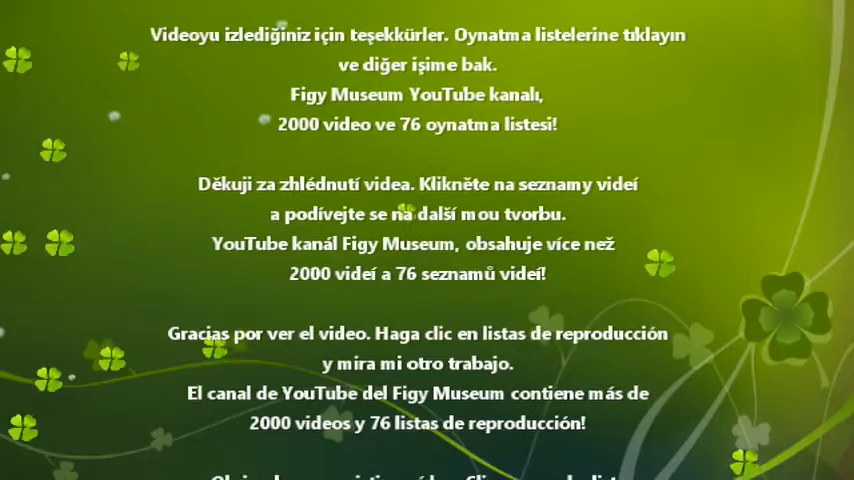 Videoyu izlediğiniz için teşekkürler. Oynatma listelerine tıklayın
ve diğer işime bak.
Figy Museum YouTube kanalı,
2000 video ve 76 oynatma listesi!
Děkuji za zhlédnutí videa. Klikněte na seznamy videí
a podívejte se na další mou tvorbu.
YouTube kanál Figy Museum, obsahuje více než
2000 videí a 76 seznamů videí!
Gracias por ver el video. Haga clic en listas de reproducción
y mira mi otro trabajo.
El canal de YouTube del Figy Museum contiene más de
2000 videos y 76 listas de reproducción!